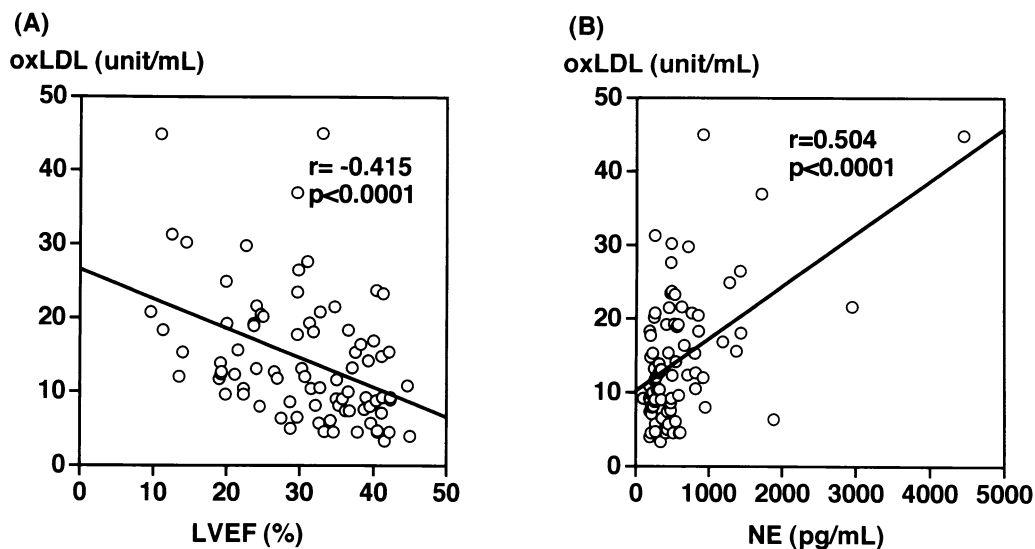 (A)
oxLDL (unit/mL)
50
40
30
20
10
0
0 10 20 30 40 50
LVEF (%)
r= -0.415
p<0.0001
(B)
oxLDL (unit/mL)
50
40
30
20
10
0
0 1000 2000 3000 4000 5000
NE (pg/mL)
r=0.504
p<0.0001